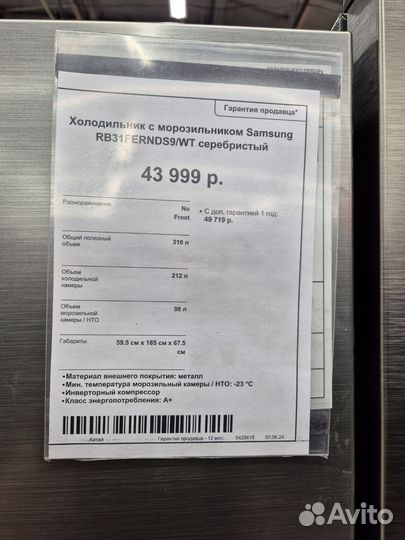 Гарантия продавца*
Холодильник с морозильником Samsung
RB31FERNDS9/WT серебристый
43 999 р.
Размораживание No Frost
• С доп. гарантией 1 год:
49 719 р.
Общий полезный объем 310 л
Объем холодильной камеры 212 л
Объем морозильной камеры / НТО 98 л
Габариты 59.5 см x 185 см x 67.5 см
• Материал внешнего покрытия: металл
• Мин. температура морозильный камеры / НТО: -23 °C
• Инверторный компрессор
• Класс энергопотребления: A+
Китай Гарантия продавца - 12 мес. 5425615 07.06.24
Avito